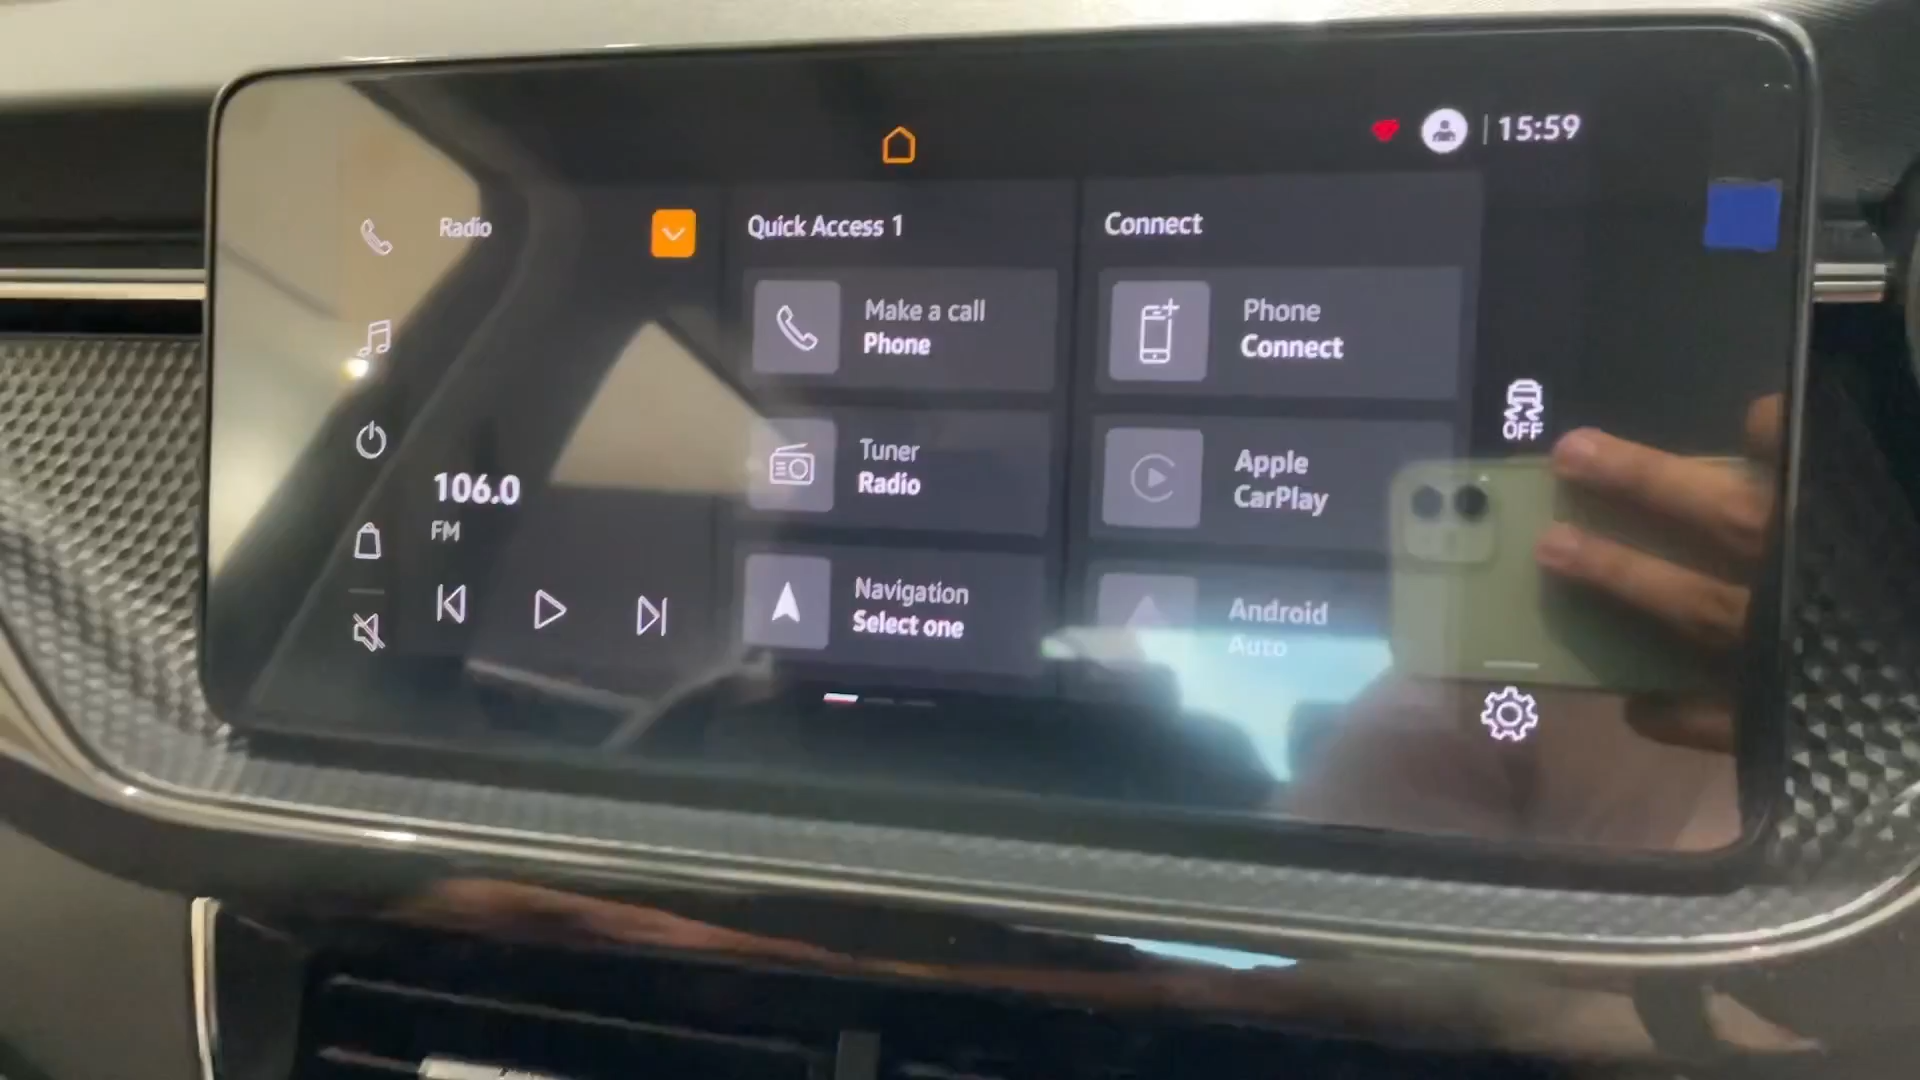 15:59
Radio
106.0
FM
Quick Access 1
Make a call
Phone
Tuner
Radio
Navigation
Select one
Connect
Phone
Connect
Apple
CarPlay
Android
Auto
OFF